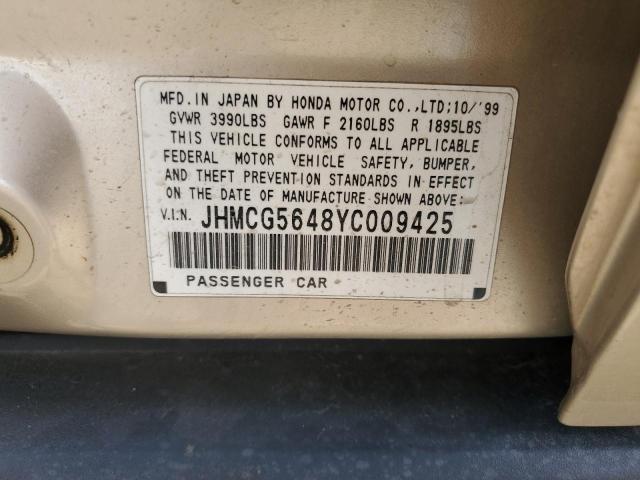 MFD. IN JAPAN BY HONDA MOTOR CO., LTD; 10/'99
GVWR 3990LBS GAWR F 2160LBS R 1895LBS
THIS VEHICLE CONFORMS TO ALL APPLICABLE
FEDERAL MOTOR VEHICLE SAFETY, BUMPER,
AND THEFT PREVENTION STANDARDS IN EFFECT
ON THE DATE OF MANUFACTURE SHOWN ABOVE:
V.I.N. JHMCG5648YC009425
PASSENGER CAR